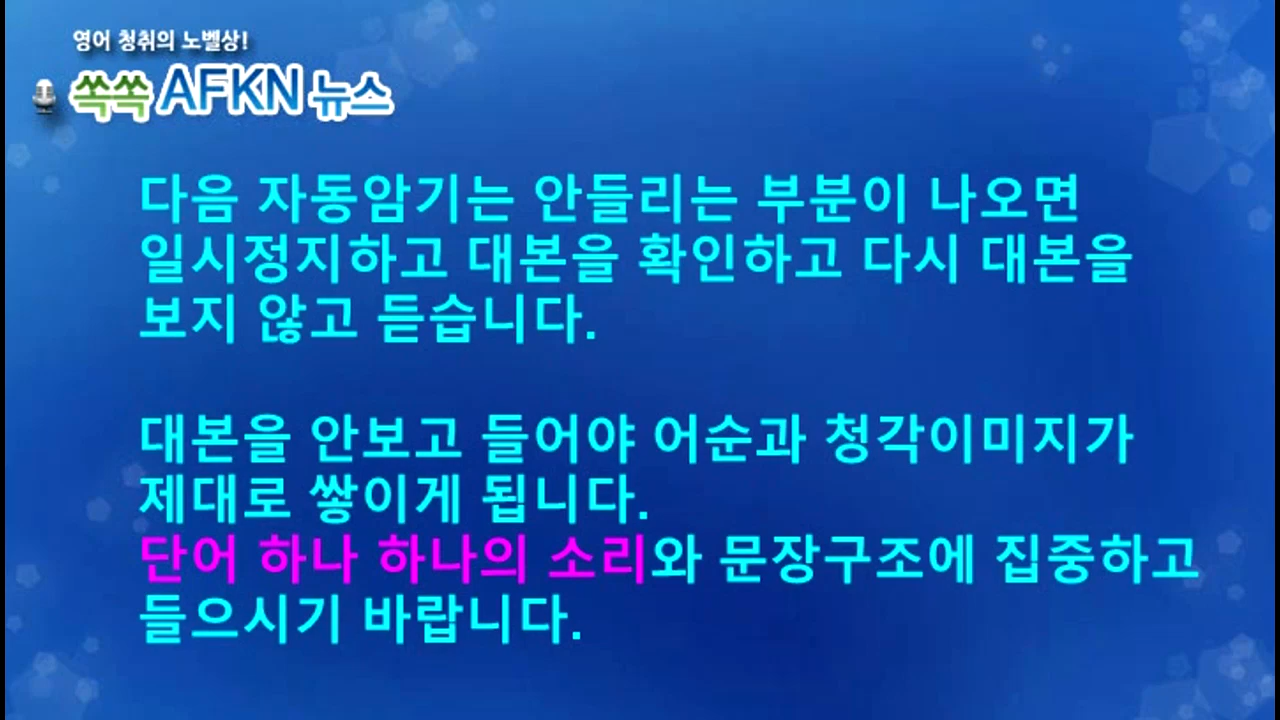 영어 청취의 노벨상!
쏙쏙 AFKN 뉴스
다음 자동암기는 안들리는 부분이 나오면
일시정지하고 대본을 확인하고 다시 대본을
보지 않고 듣습니다.
대본을 안보고 들어야 어순과 청각이미지가
제대로 쌓이게 됩니다.
단어 하나 하나의 소리와 문장구조에 집중하고
들으시기 바랍니다.